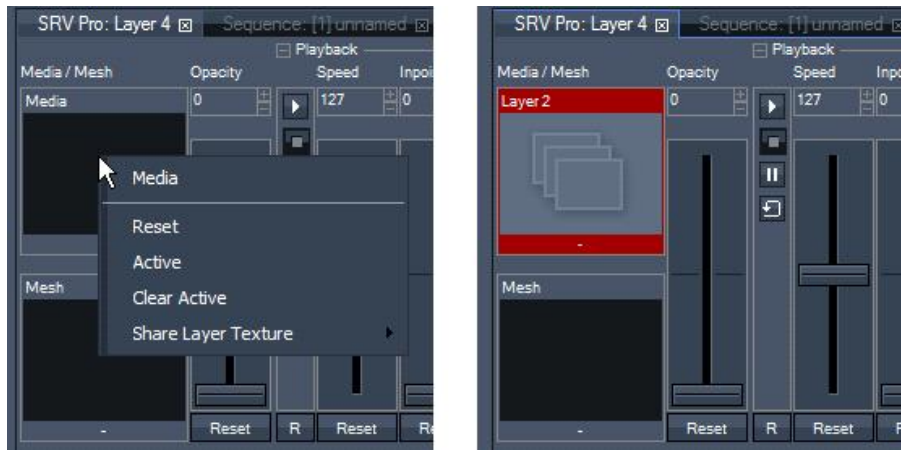 SRV Pro: Layer 4 Sequence: [1] unnamed
Playback
Media / Mesh Opacity Speed
Media 0 127 0
Media
Reset
Active
Clear Active
Share Layer Texture
Mesh
- Reset R Reset
SRV Pro: Layer 4 Sequence: [1] unnamed
Playback
Media / Mesh Opacity Speed
Layer 2 0 127 0
-
Mesh
- Reset R Reset